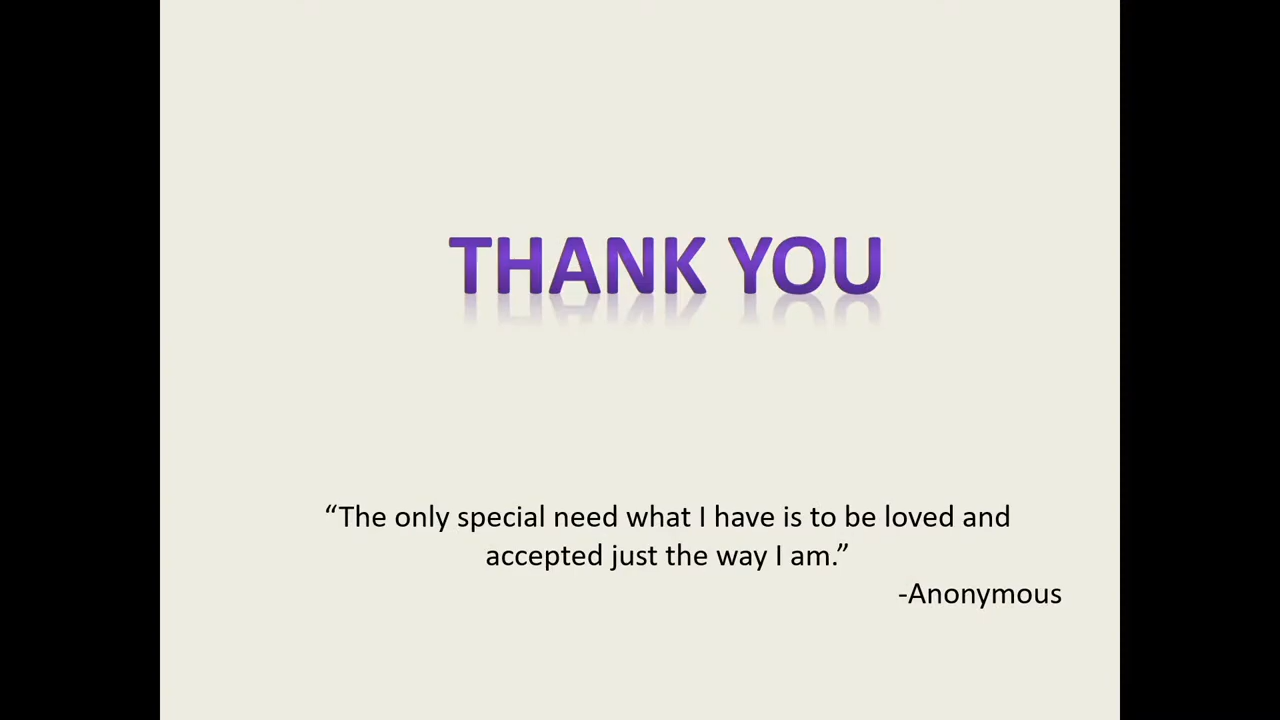 THANK YOU
“The only special need what I have is to be loved and
accepted just the way I am.”
-Anonymous